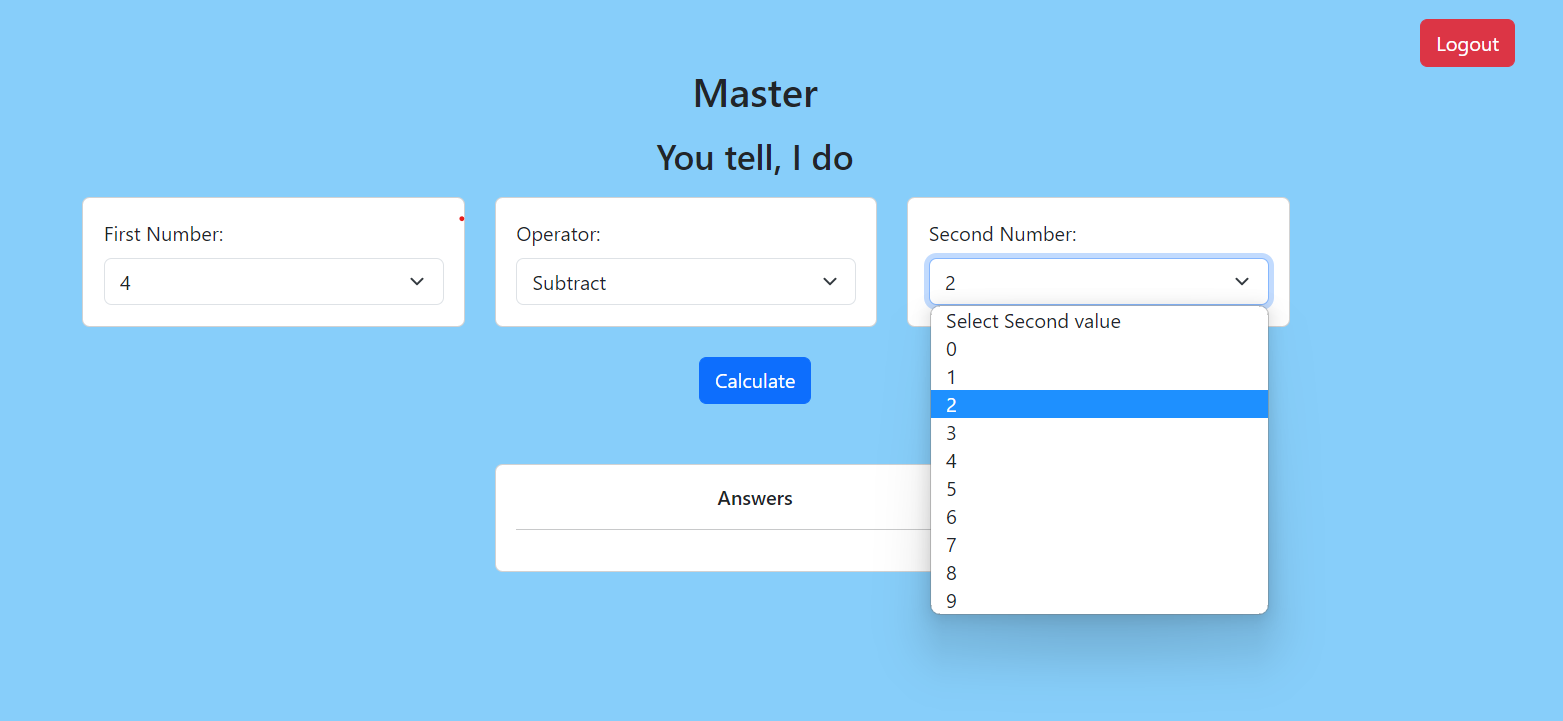 Logout
Master
You tell, I do
First Number:
4
Operator:
Subtract
Second Number:
2
Select Second value
0
1
2
3
4
5
6
7
8
9
Calculate
Answers